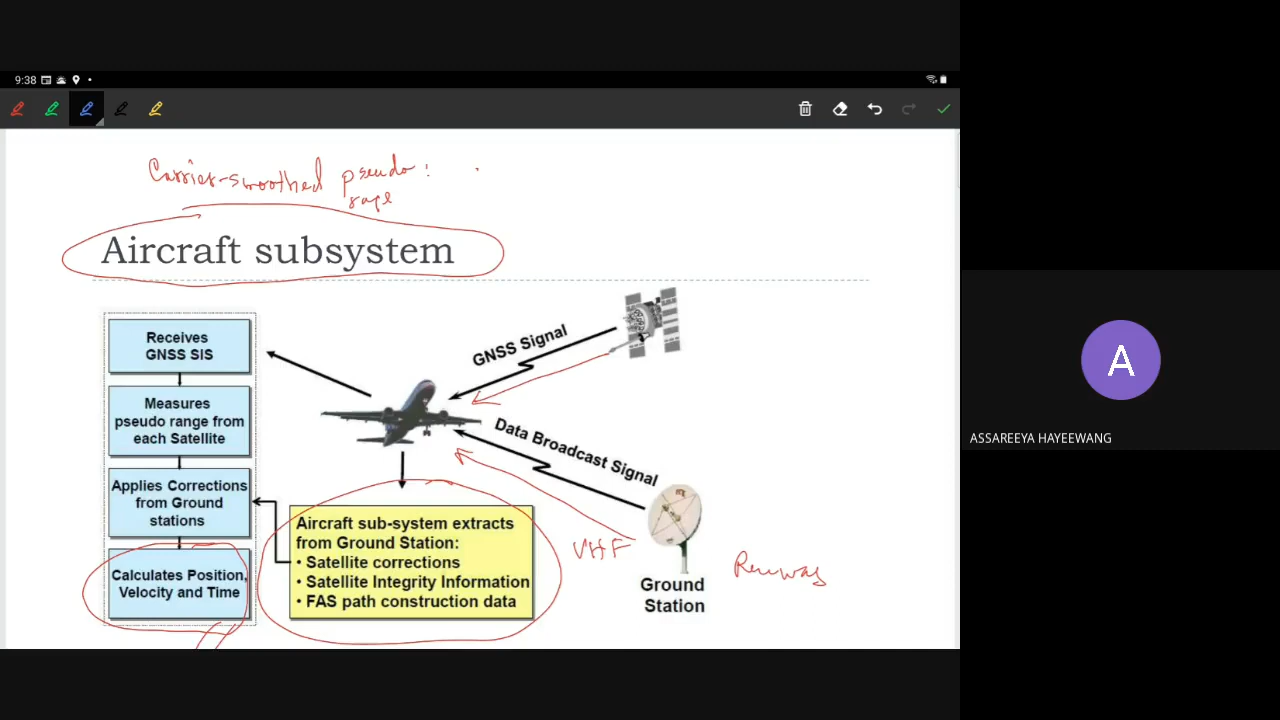 9:38
Carrier-smoothed pseudo:
Aircraft subsystem
Receives
GNSS SIS
Measures
pseudo range from
each Satellite
Applies Corrections
from Ground
stations
Calculates Position,
Velocity and Time
GNSS Signal
Data Broadcast Signal
Aircraft sub-system extracts
from Ground Station:
• Satellite corrections
• Satellite Integrity Information
• FAS path construction data
VHF
Ground
Station
A
ASSAREEYA HAYEEWANG